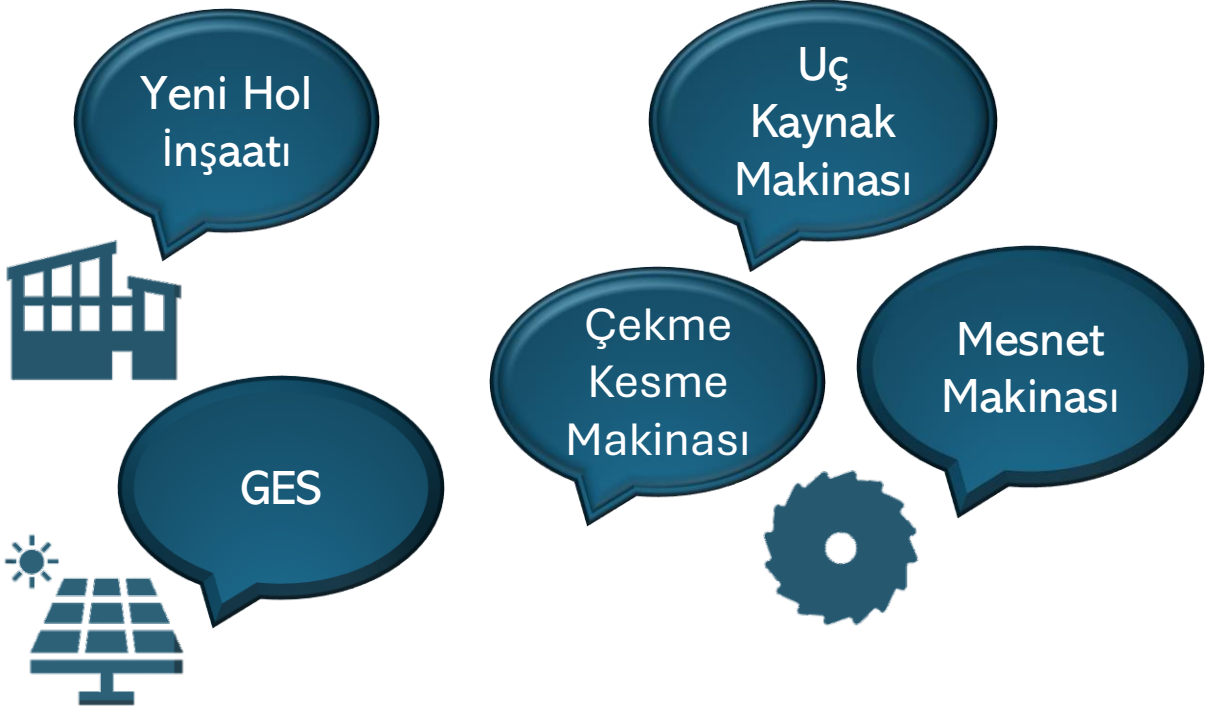 Yeni Hol
İnşaatı
Uç
Kaynak
Makinası
Çekme
Kesme
Makinası
Mesnet
Makinası
GES